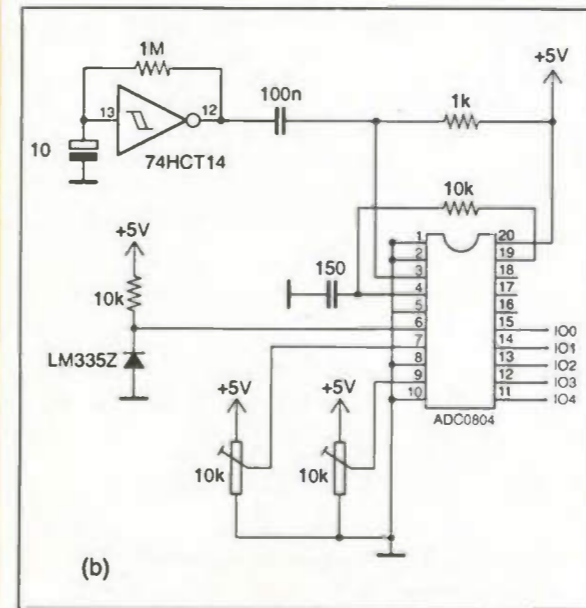 1M
+5V
13
12
100n
1k
10
74HCT14
10k
+5V
1
20
2
19
150
3
18
4
17
10k
5
16
6
15
IO0
LM335Z
7
14
IO1
8
13
IO2
+5V
+5V
9
12
IO3
10
11
IO4
ADC0804
10k
10k
(b)